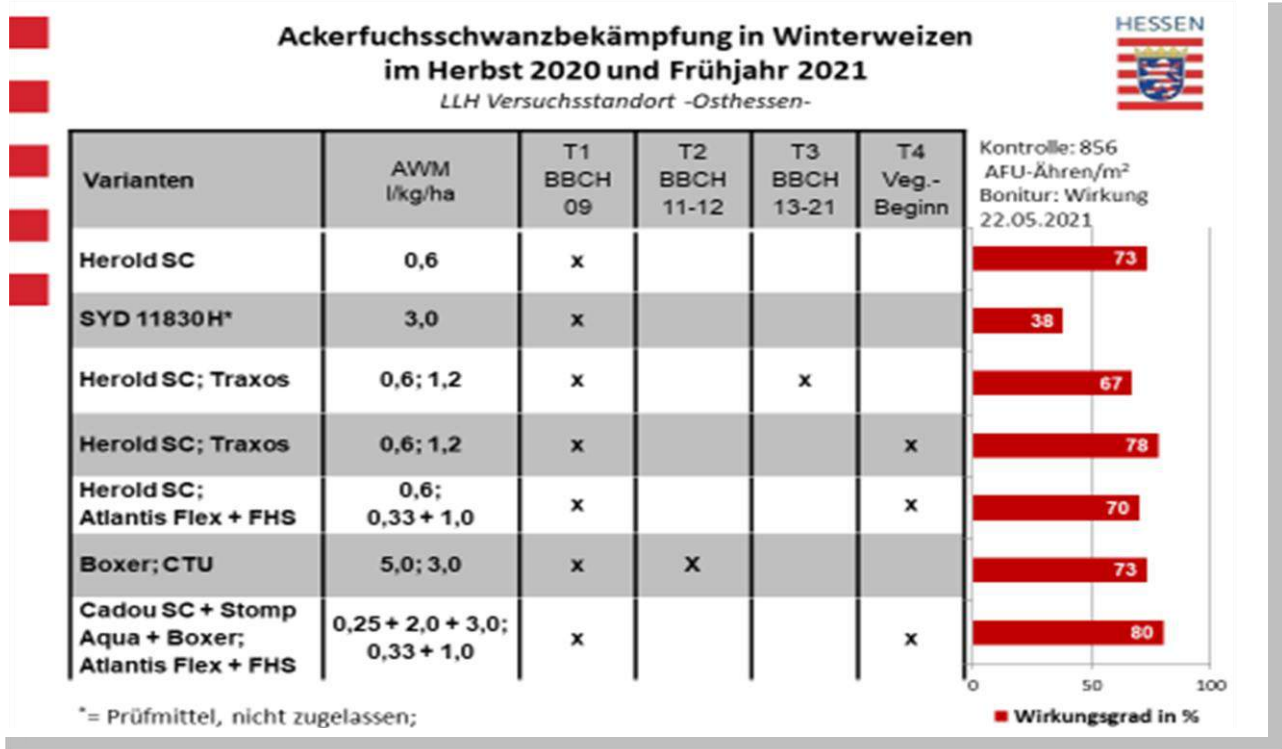 HESSEN
Ackerfuchsschwanzbekämpfung in Winterweizen
im Herbst 2020 und Frühjahr 2021
LLH Versuchsstandort -Osthessen-
Varianten
AWM
l/kg/ha
T1
BBCH
09
T2
BBCH
11-12
T3
BBCH
13-21
T4
Veg.-
Beginn
Kontrolle: 856
AFU-Ähren/m²
Bonitur: Wirkung
22.05.2021
Herold SC 0,6 x 73
SYD 11830H* 3,0 x 38
Herold SC; Traxos 0,6; 1,2 x x 67
Herold SC; Traxos 0,6; 1,2 x x 78
Herold SC;
Atlantis Flex + FHS
0,6;
0,33 + 1,0
x x 70
Boxer; CTU 5,0; 3,0 x x 73
Cadou SC + Stomp
Aqua + Boxer;
Atlantis Flex + FHS
0,25 + 2,0 + 3,0;
0,33 + 1,0
x x 80
0 50 100
Wirkungsgrad in %
*= Prüfmittel, nicht zugelassen;